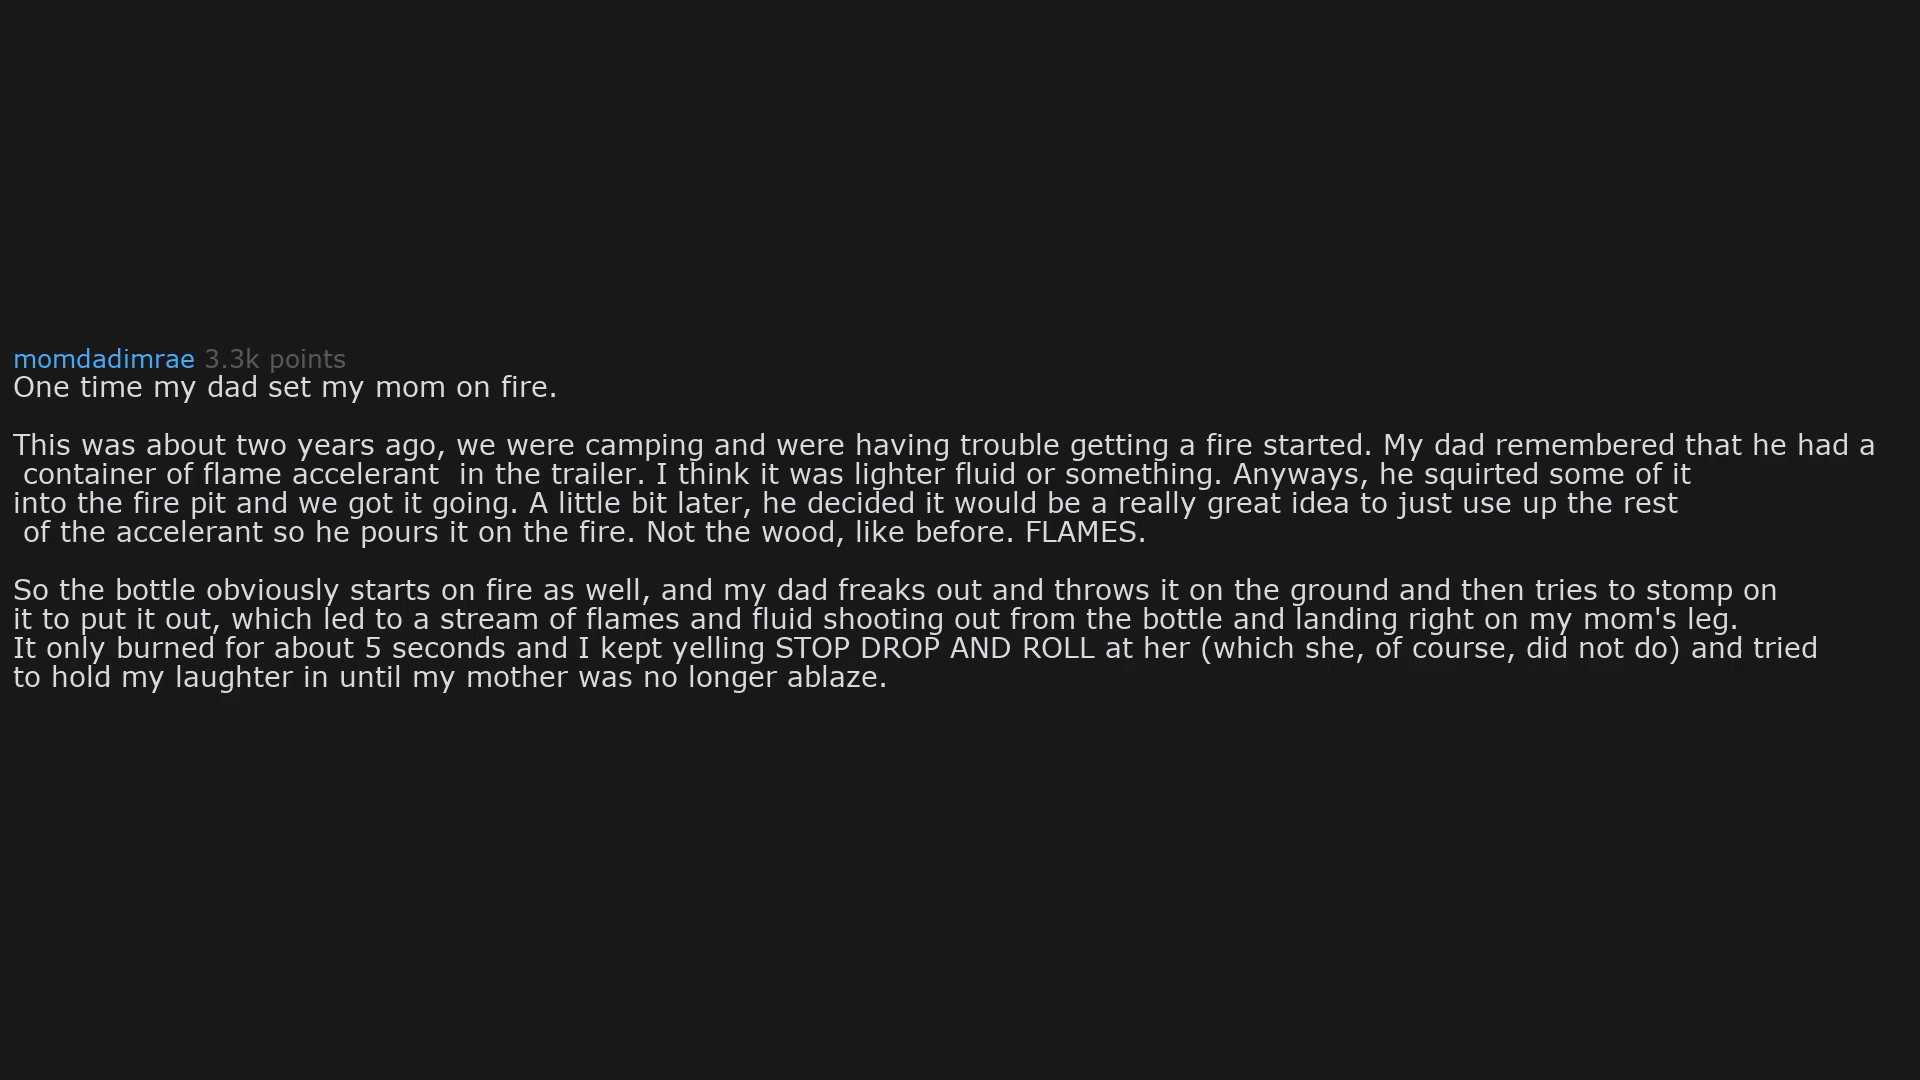 momdadimrae 3.3k points
One time my dad set my mom on fire.
This was about two years ago, we were camping and were having trouble getting a fire started. My dad remembered that he had a
container of flame accelerant  in the trailer. I think it was lighter fluid or something. Anyways, he squirted some of it
into the fire pit and we got it going. A little bit later, he decided it would be a really great idea to just use up the rest
of the accelerant so he pours it on the fire. Not the wood, like before. FLAMES.
So the bottle obviously starts on fire as well, and my dad freaks out and throws it on the ground and then tries to stomp on
it to put it out, which led to a stream of flames and fluid shooting out from the bottle and landing right on my mom's leg.
It only burned for about 5 seconds and I kept yelling STOP DROP AND ROLL at her (which she, of course, did not do) and tried
to hold my laughter in until my mother was no longer ablaze.